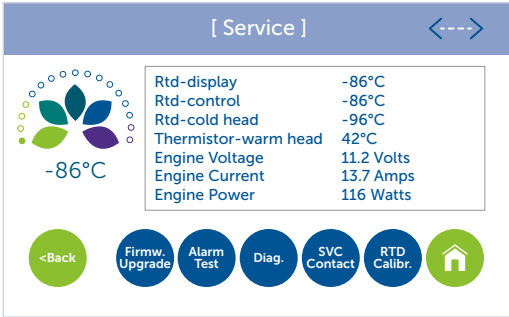 [ Service ]
Rtd-display -86°C
Rtd-control -86°C
Rtd-cold head -96°C
Thermistor-warm head 42°C
Engine Voltage 11.2 Volts
Engine Current 13.7 Amps
Engine Power 116 Watts
-86°C
<Back
Firmw.
Upgrade
Alarm
Test
Diag.
SVC
Contact
RTD
Calibr.